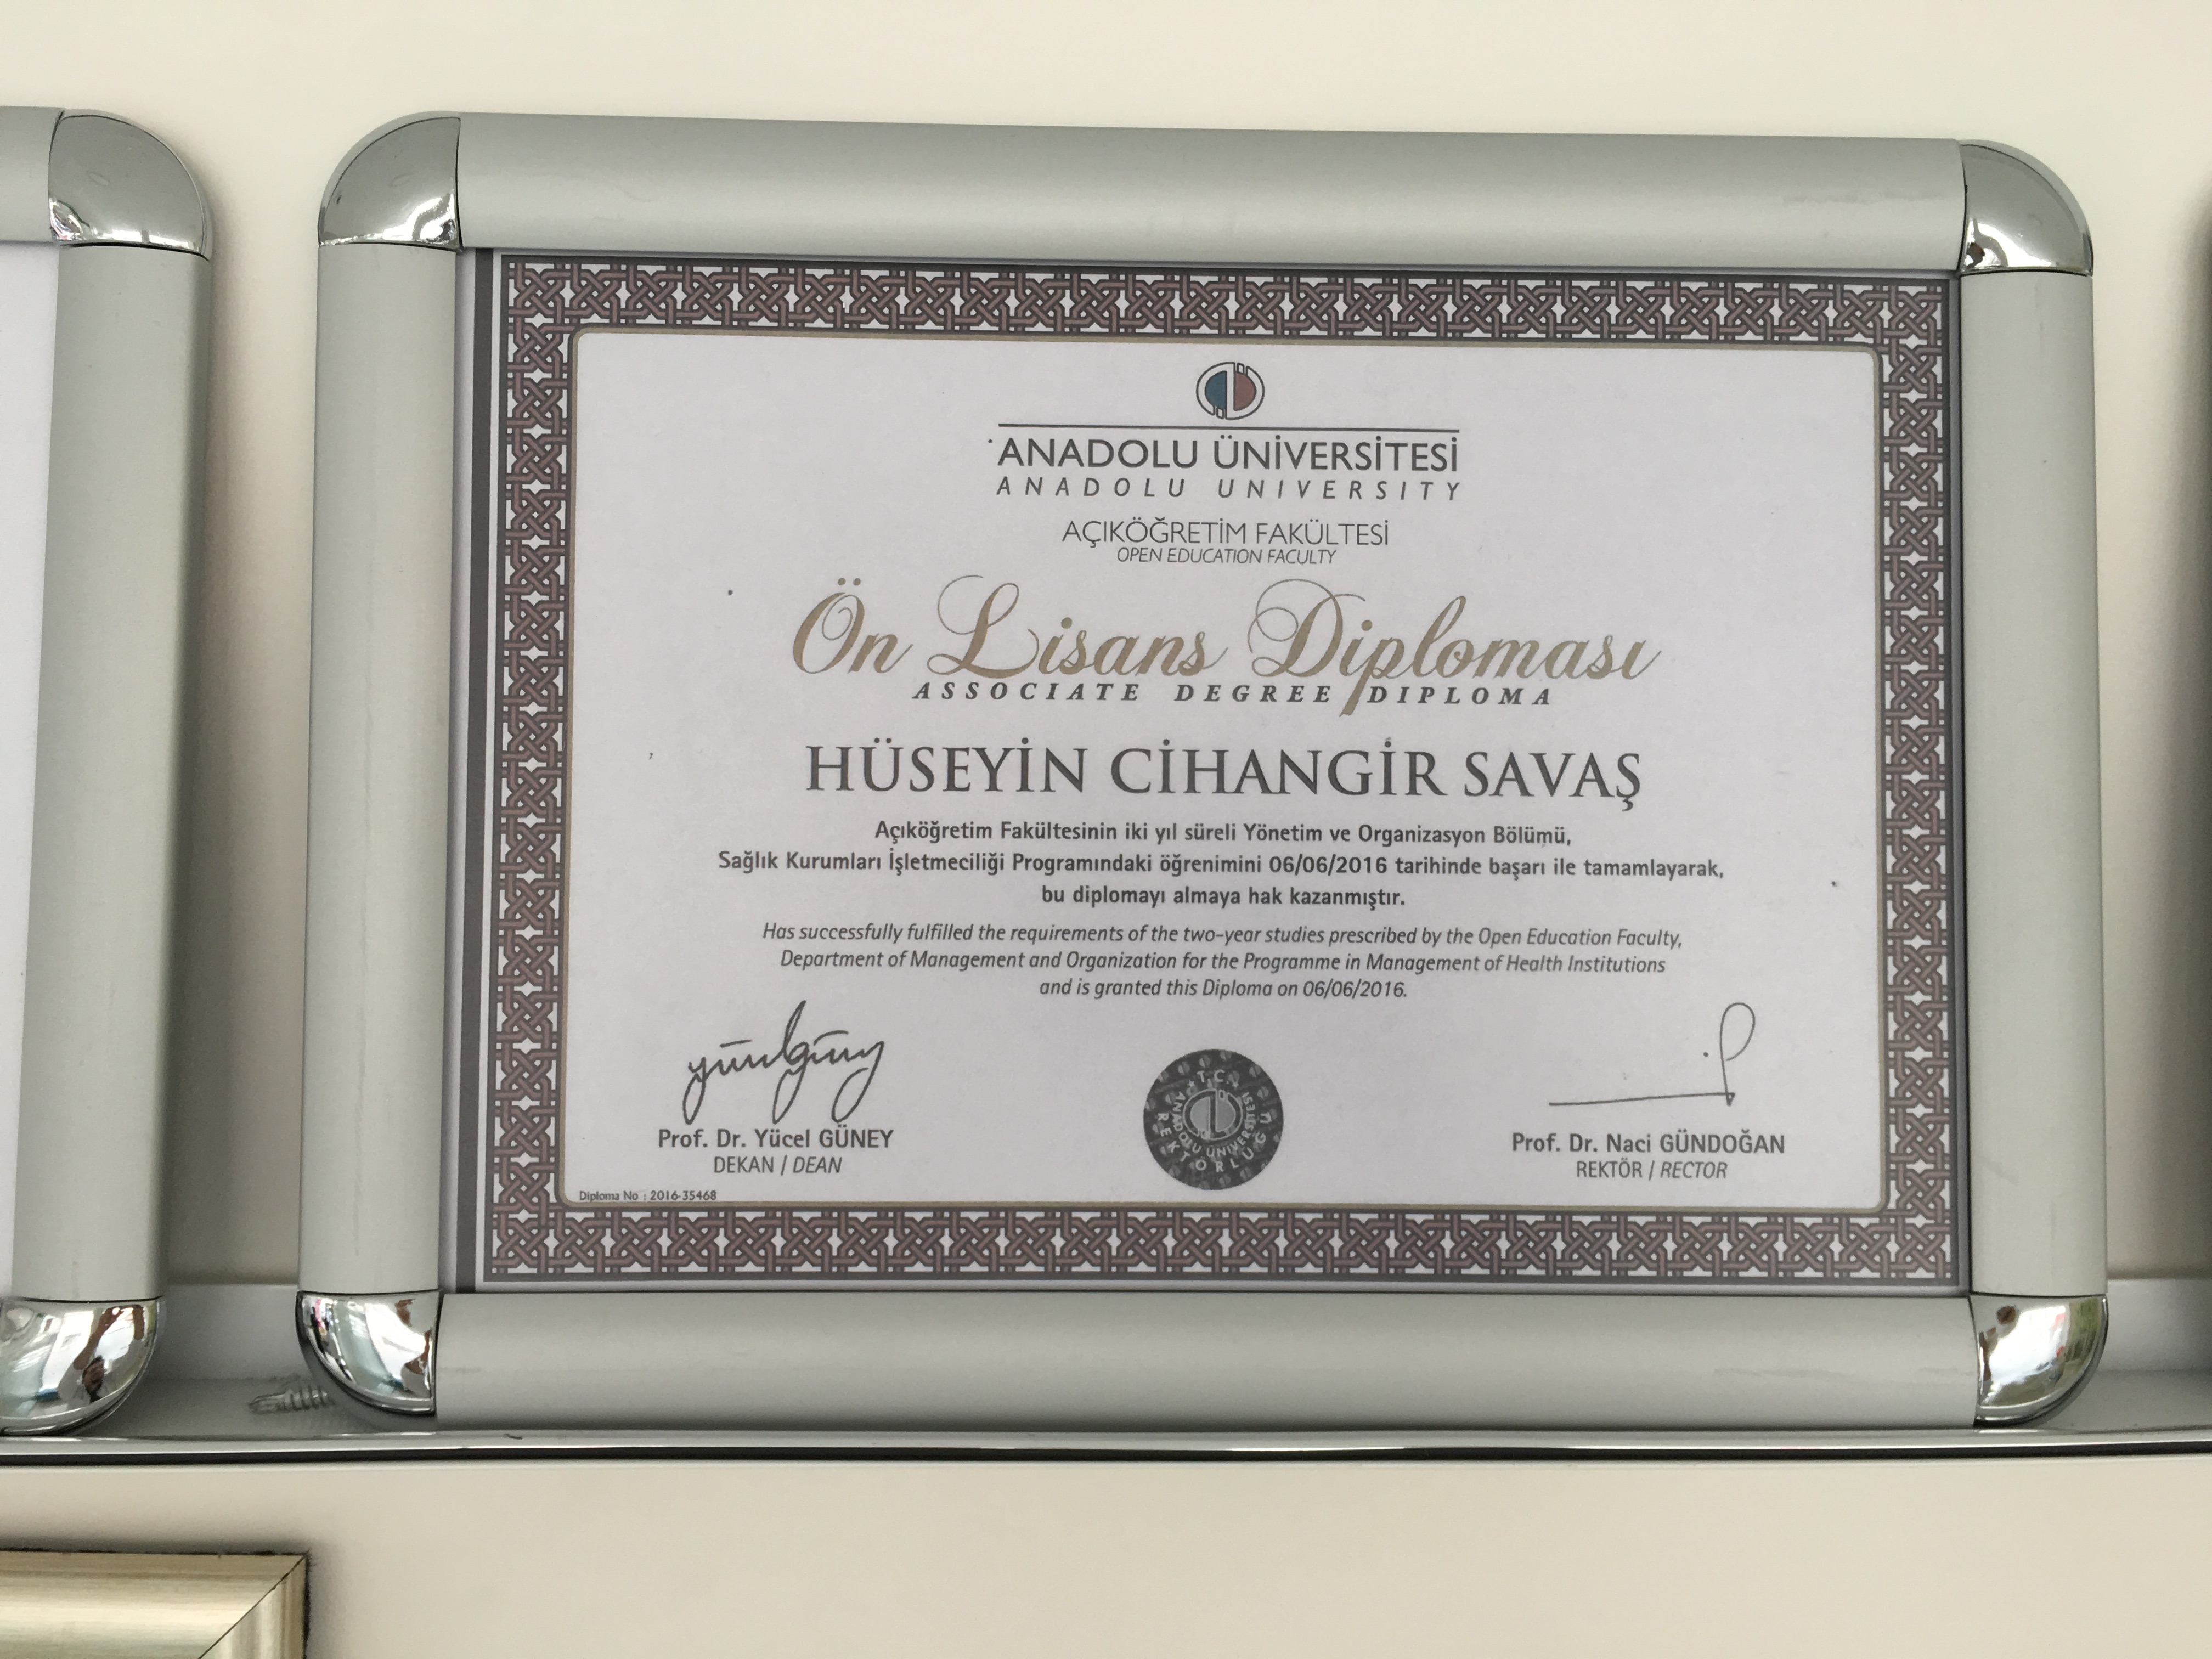 ANADOLU ÜNİVERSİTESİ
ANADOLU UNIVERSITY
AÇIKÖĞRETİM FAKÜLTESİ
OPEN EDUCATION FACULTY
Ön Lisans Diploması
ASSOCIATE DEGREE DIPLOMA
HÜSEYİN CİHANGİR SAVAŞ
Açıköğretim Fakültesinin iki yıl süreli Yönetim ve Organizasyon Bölümü,
Sağlık Kurumları İşletmeciliği Programındaki öğrenimini 06/06/2016 tarihinde başarı ile tamamlayarak,
bu diplomayı almaya hak kazanmıştır.
Has successfully fulfilled the requirements of the two-year studies prescribed by the Open Education Faculty,
Department of Management and Organization for the Programme in Management of Health Institutions
and is granted this Diploma on 06/06/2016.
Prof. Dr. Yücel GÜNEY
DEKAN / DEAN
T.C.
ANADOLU ÜNİVERSİTESİ
REKTÖRLÜĞÜ
Prof. Dr. Naci GÜNDOĞAN
REKTÖR / RECTOR
Diploma No : 2016-35468